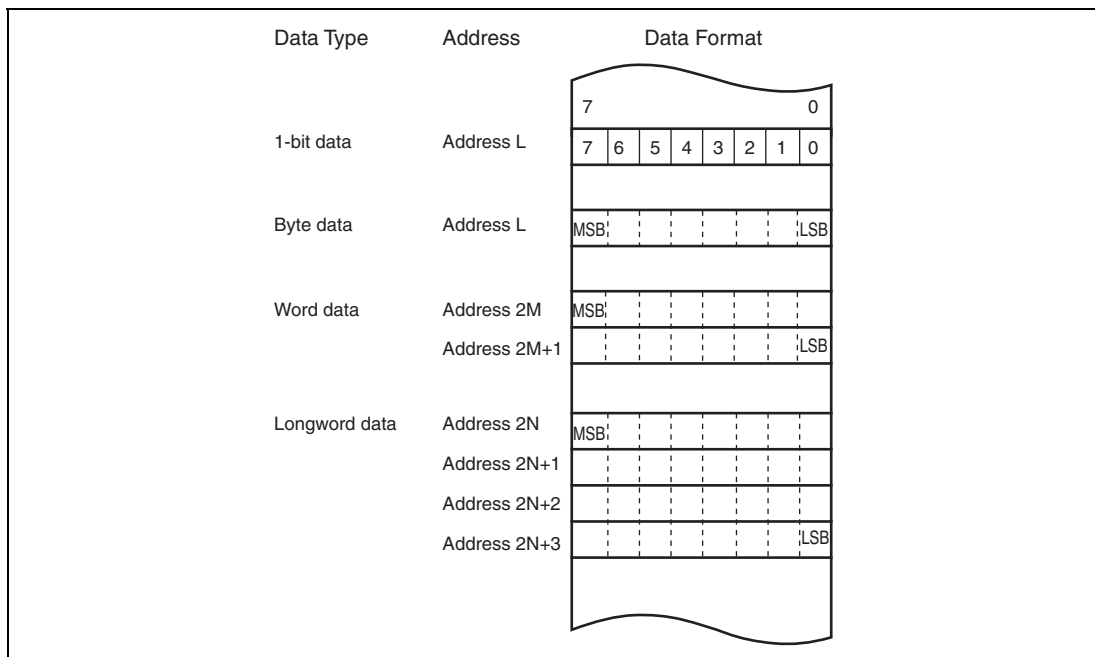 Data Type Address Data Format
7 0
1-bit data Address L 7 6 5 4 3 2 1 0
Byte data Address L MSB LSB
Word data Address 2M MSB
Address 2M+1 LSB
Longword data Address 2N MSB
Address 2N+1
Address 2N+2
Address 2N+3 LSB